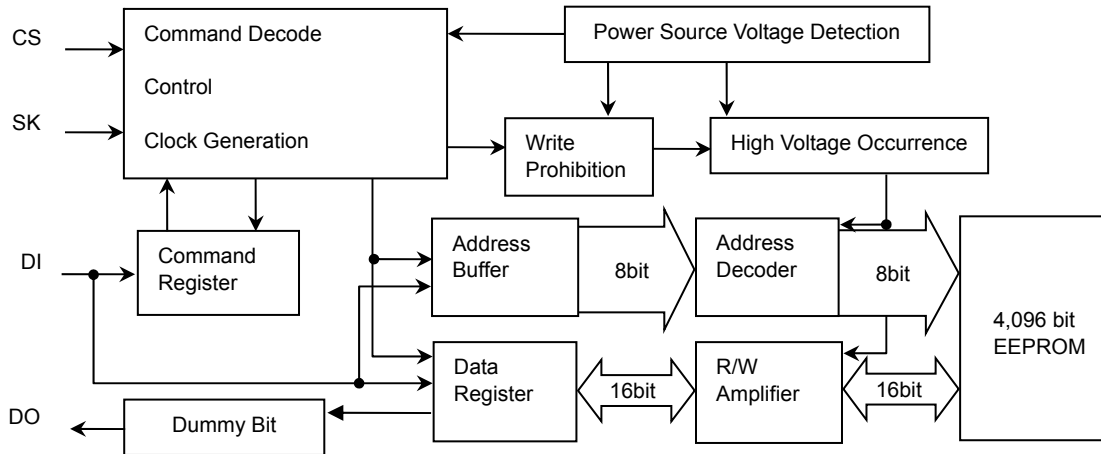 CS
Command Decode
Control
SK
Clock Generation
Power Source Voltage Detection
Write
Prohibition
High Voltage Occurrence
DI
Command
Register
Address
Buffer
8bit
Address
Decoder
8bit
4,096 bit
EEPROM
Data
Register
16bit
R/W
Amplifier
16bit
DO
Dummy Bit